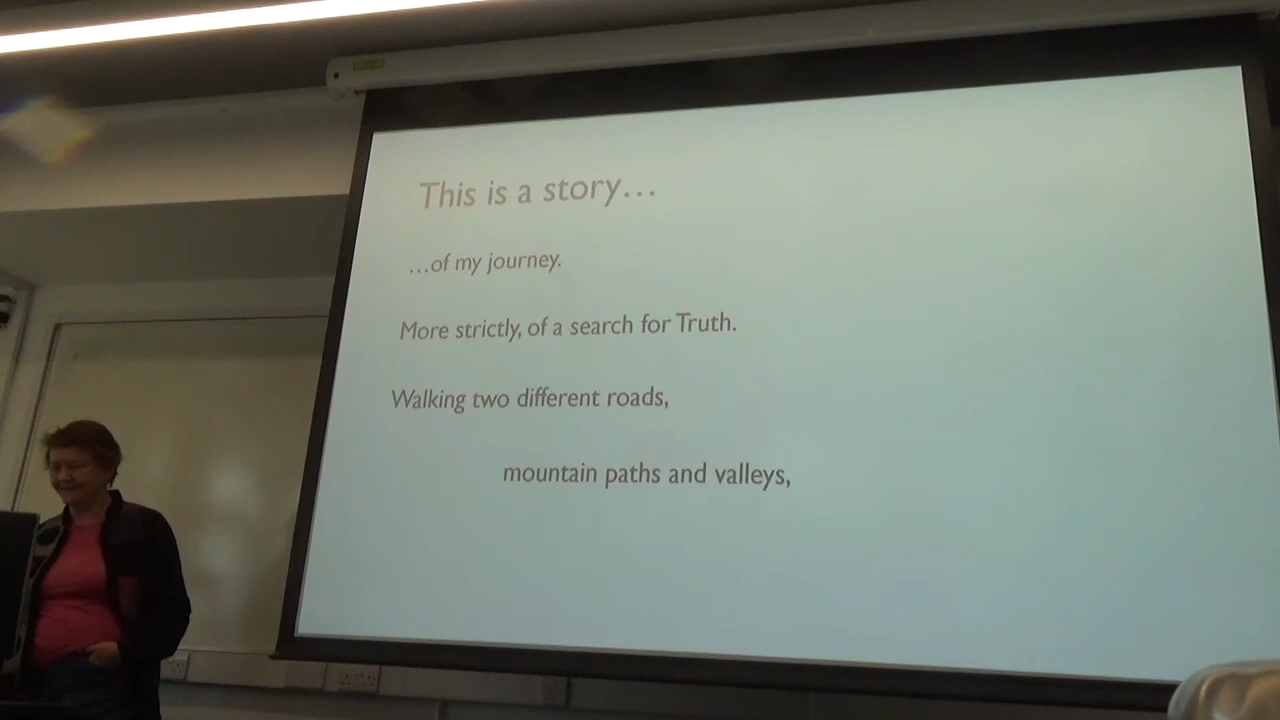 This is a story…
…of my journey.
More strictly, of a search for Truth.
Walking two different roads,
mountain paths and valleys,